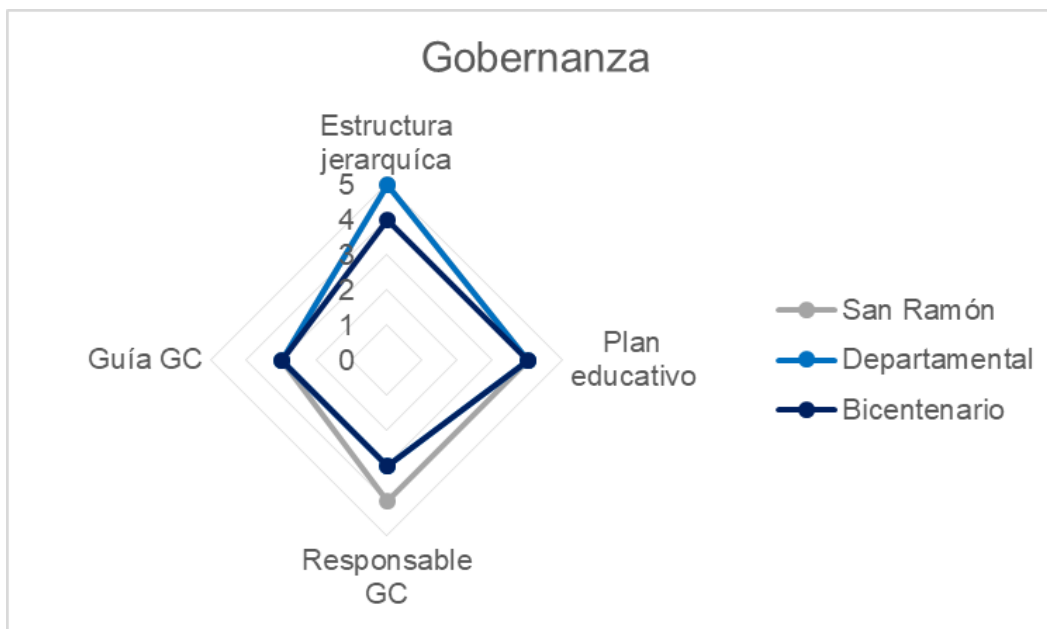 Gobernanza
Estructura
jerarquíca
5
4
3
2
1
0
Guía GC
Plan
educativo
Responsable
GC
San Ramón
Departamental
Bicentenario